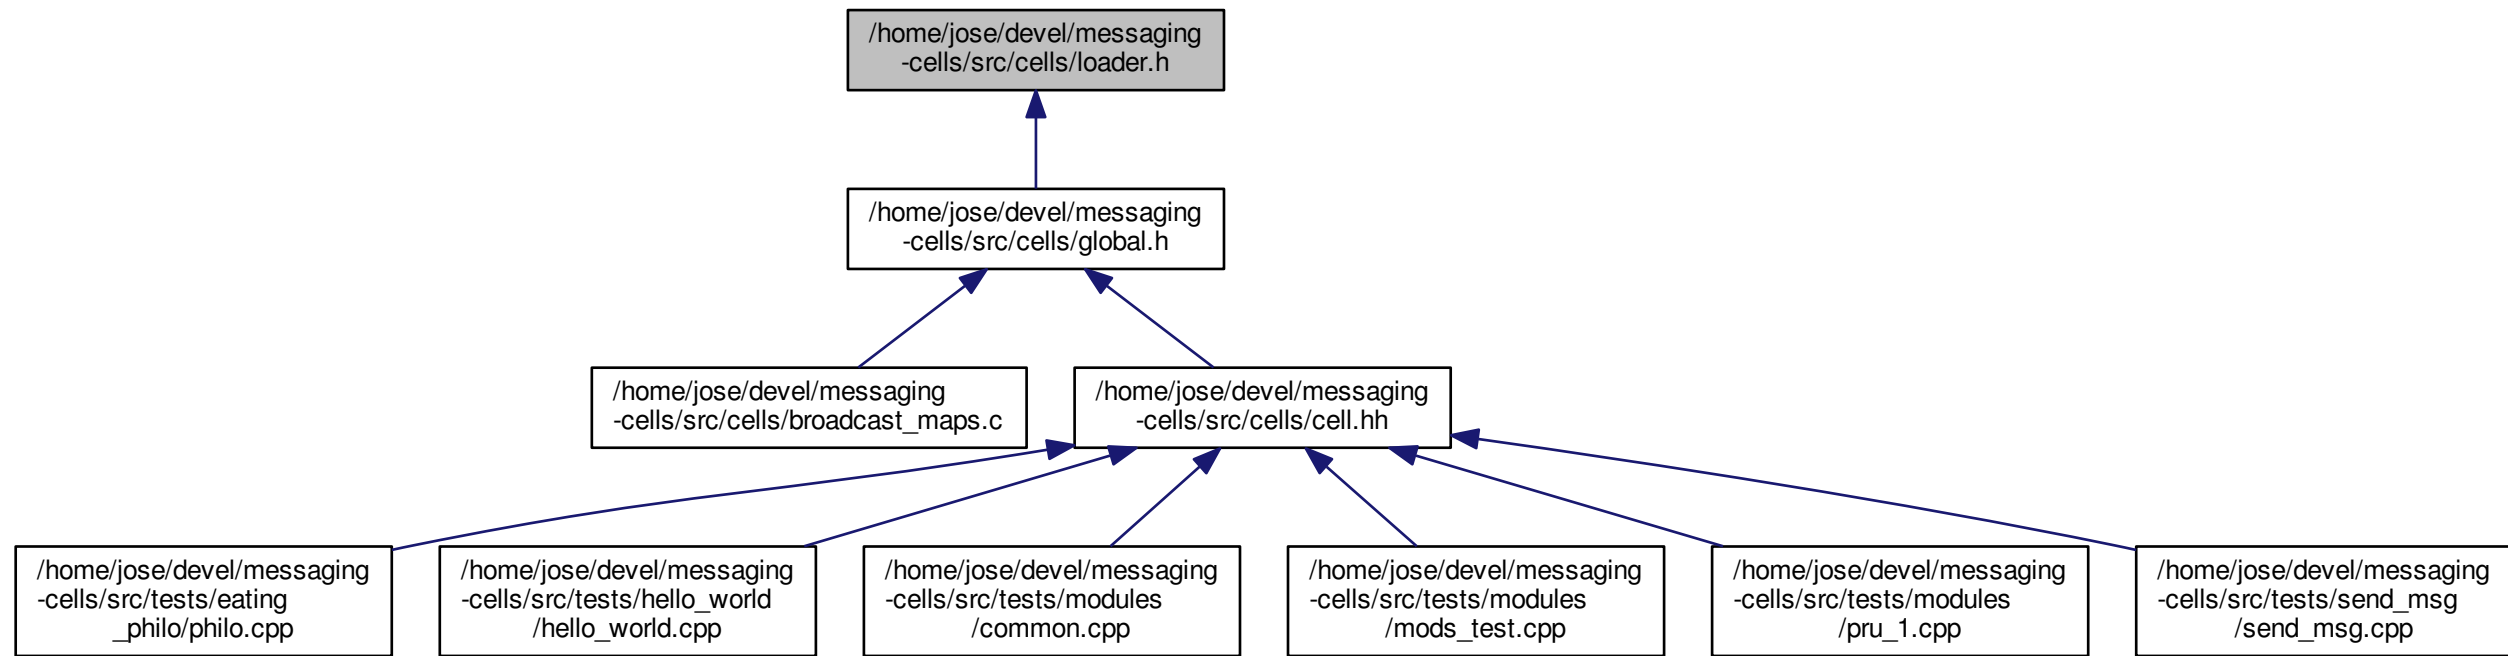 /home/jose/devel/messaging
-cells/src/cells/loader.h
/home/jose/devel/messaging
-cells/src/cells/global.h
/home/jose/devel/messaging
-cells/src/cells/broadcast_maps.c
/home/jose/devel/messaging
-cells/src/cells/cell.hh
/home/jose/devel/messaging
-cells/src/tests/eating
_philo/philo.cpp
/home/jose/devel/messaging
-cells/src/tests/hello_world
/hello_world.cpp
/home/jose/devel/messaging
-cells/src/tests/modules
/common.cpp
/home/jose/devel/messaging
-cells/src/tests/modules
/mods_test.cpp
/home/jose/devel/messaging
-cells/src/tests/modules
/pru_1.cpp
/home/jose/devel/messaging
-cells/src/tests/send_msg
/send_msg.cpp